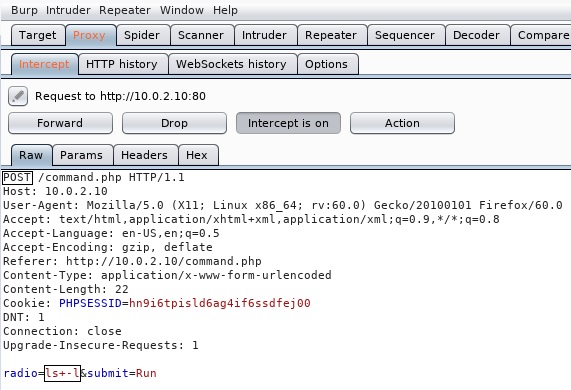 Burp Intruder Repeater Window Help
Target Proxy Spider Scanner Intruder Repeater Sequencer Decoder Compare
Intercept HTTP history WebSockets history Options
Request to http://10.0.2.10:80
Forward Drop Intercept is on Action
Raw Params Headers Hex
POST /command.php HTTP/1.1
Host: 10.0.2.10
User-Agent: Mozilla/5.0 (X11; Linux x86_64; rv:60.0) Gecko/20100101 Firefox/60.0
Accept: text/html,application/xhtml+xml,application/xml;q=0.9,*/*;q=0.8
Accept-Language: en-US,en;q=0.5
Accept-Encoding: gzip, deflate
Referer: http://10.0.2.10/command.php
Content-Type: application/x-www-form-urlencoded
Content-Length: 22
Cookie: PHPSESSID=hn9i6tpisld6ag4if6ssdfej00
DNT: 1
Connection: close
Upgrade-Insecure-Requests: 1
radio=ls+-l&submit=Run